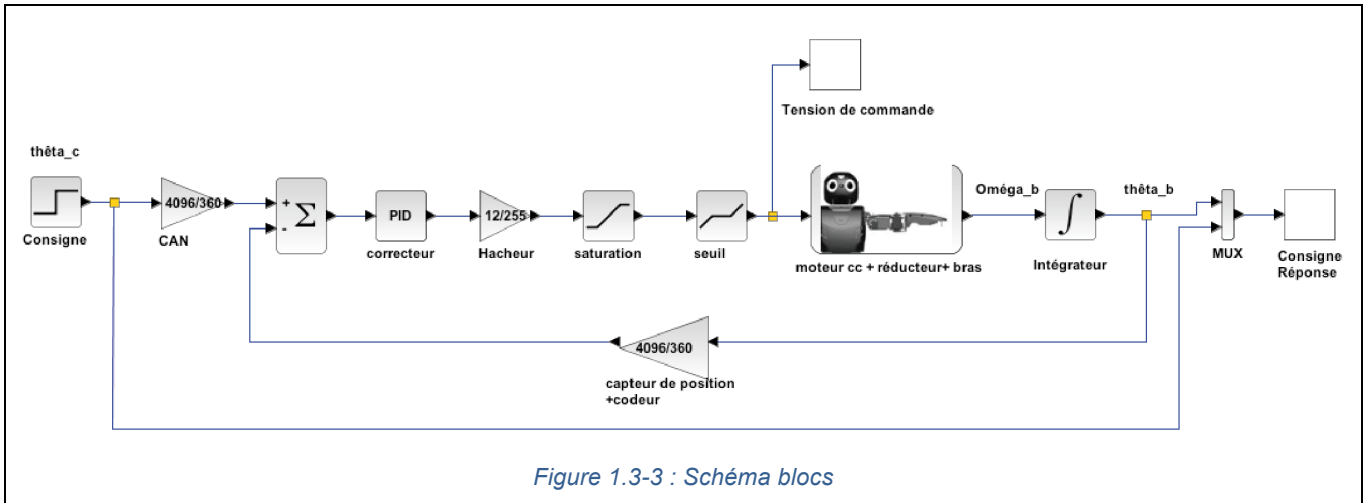 Tension de commande
thêta_c
4096/360
+
-
Σ
PID
12/255
Oméga_b
∫
thêta_b
Consigne
CAN
correcteur
Hacheur
saturation
seuil
moteur cc + réducteur+ bras
Intégrateur
MUX
Consigne
Réponse
4096/360
capteur de position
+codeur
Figure 1.3-3 : Schéma blocs